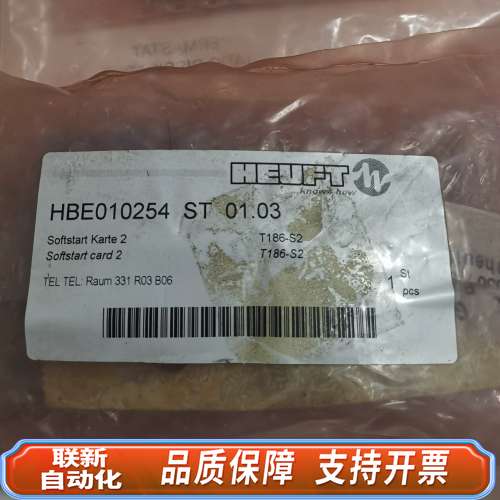 HEUFT
knows how
HBE010254 ST 01.03
Softstart Karte 2 T186-S2
Softstart card 2 T186-S2
TEL TEL: Raum 331 R03 B06
1 St
pcs
联新
自动化
品质保障 支持开票